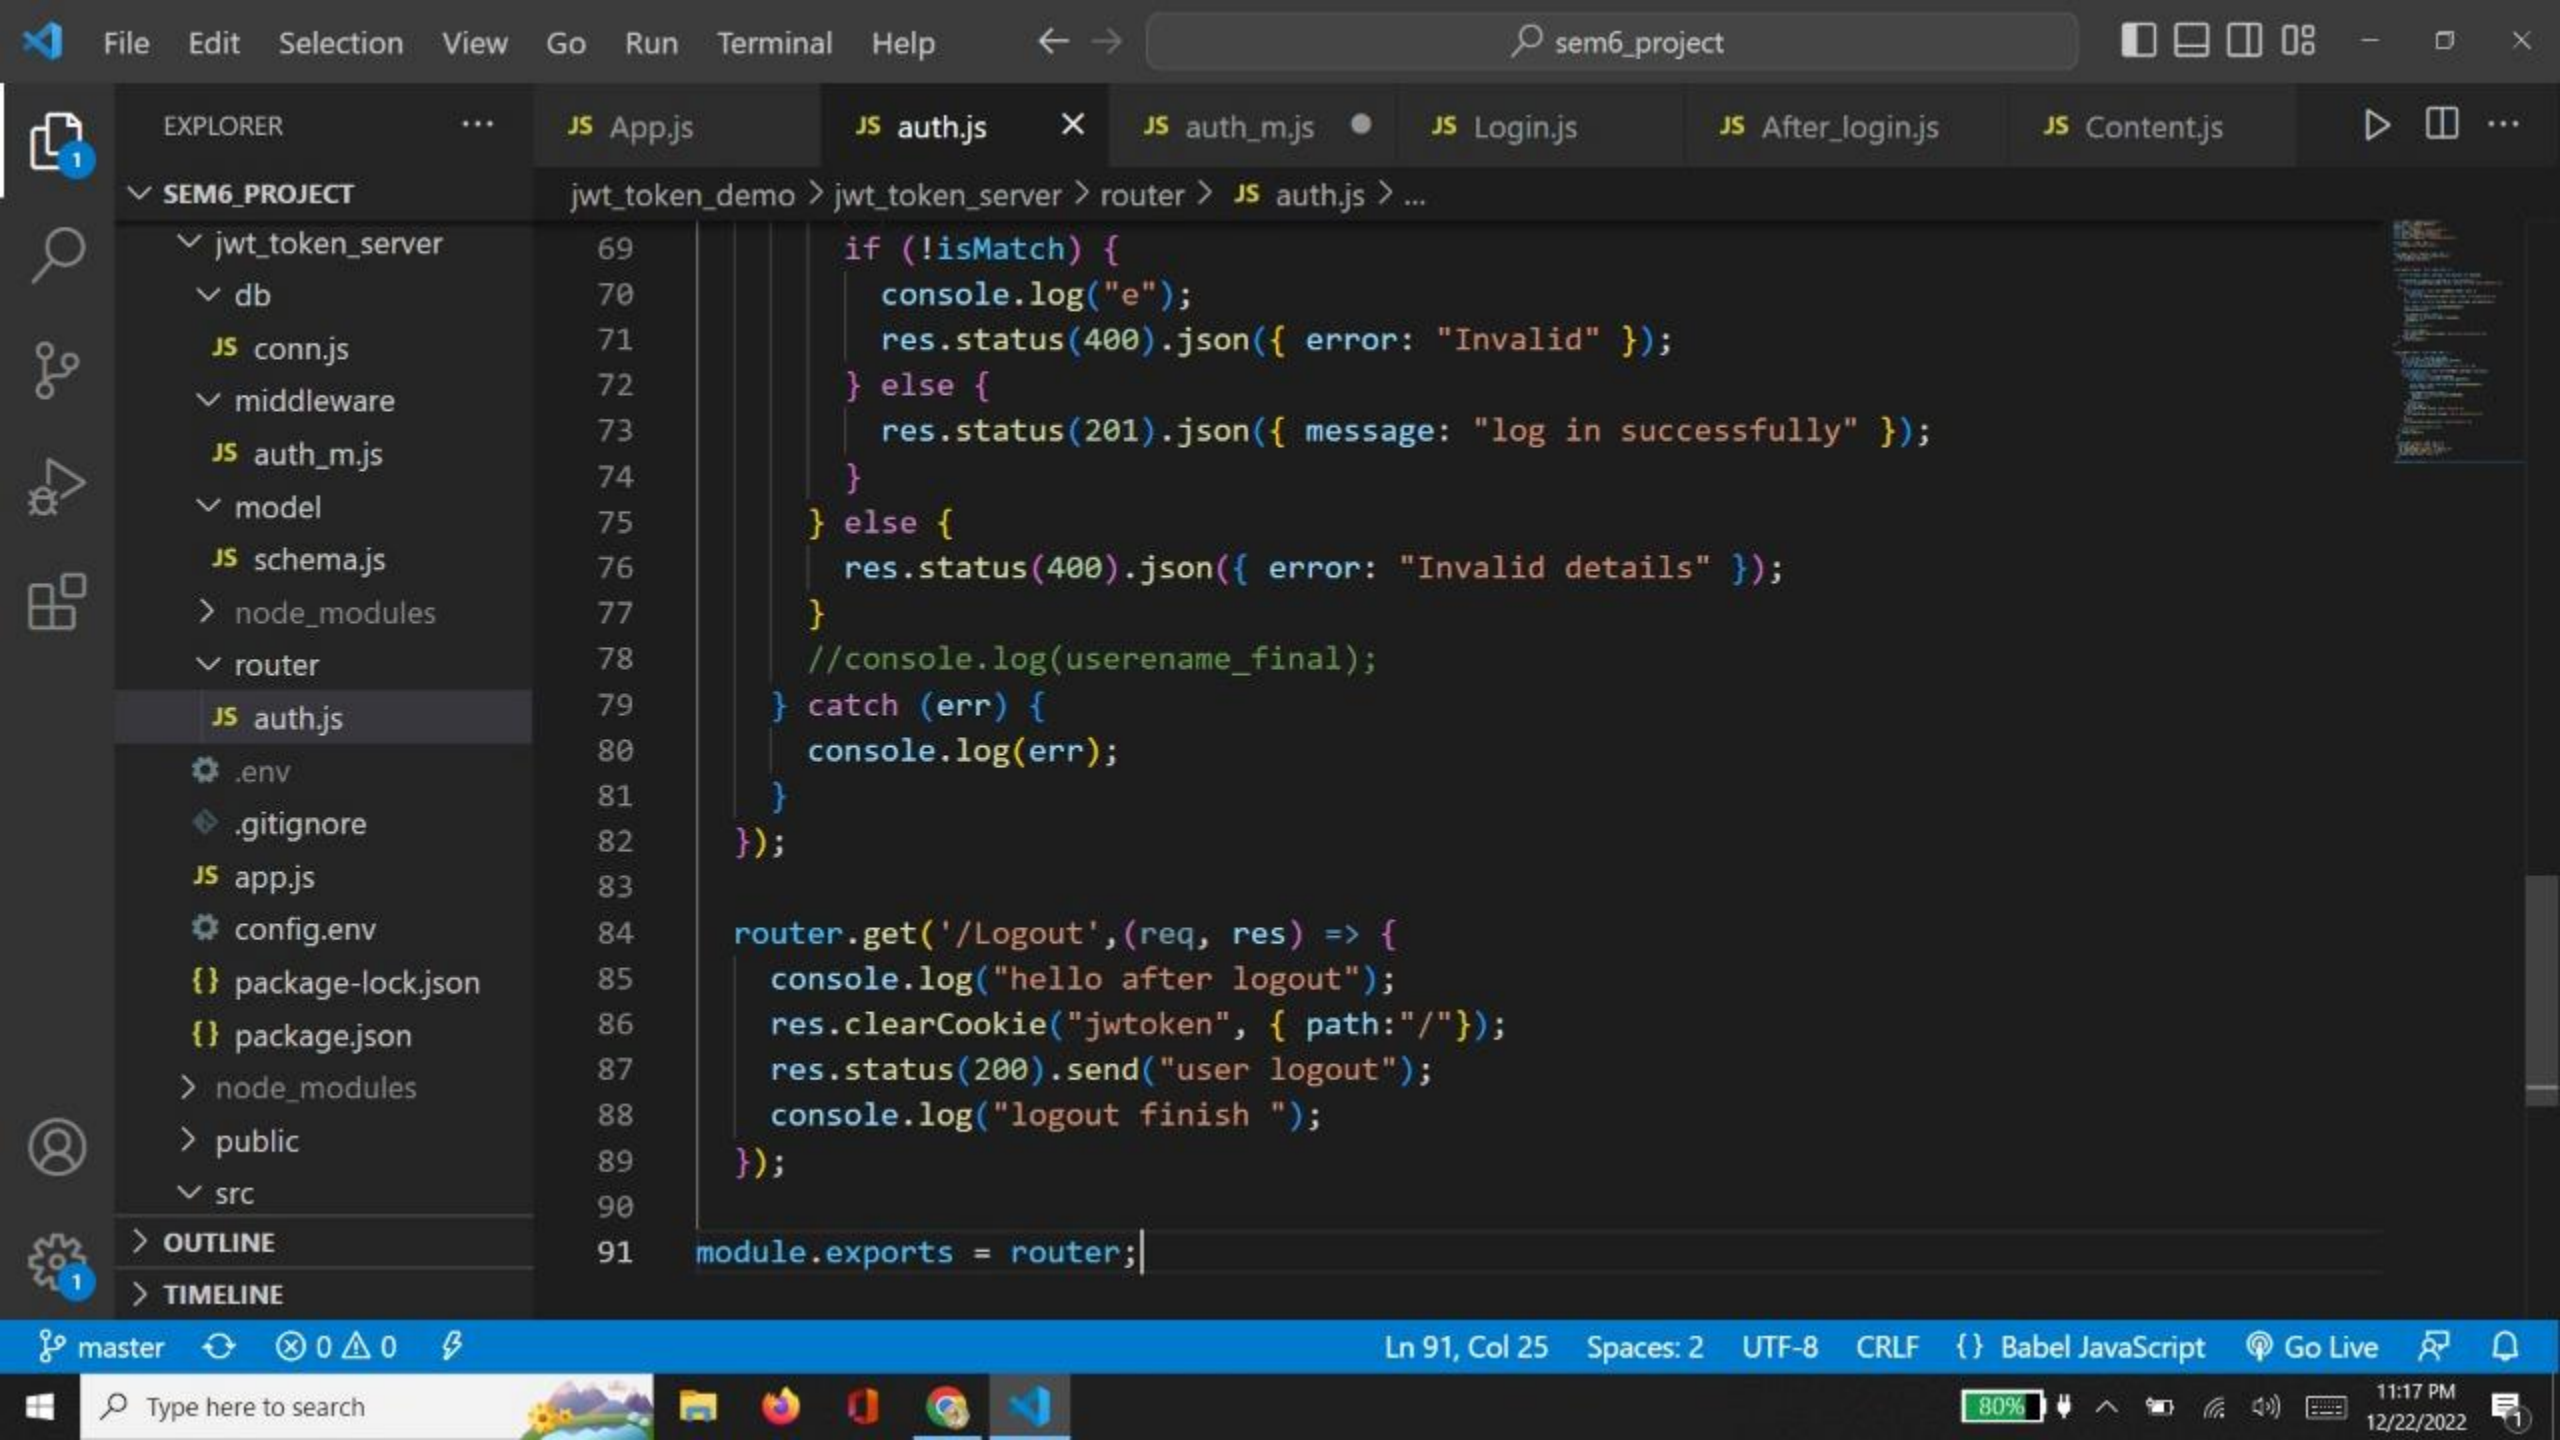 File Edit Selection View Go Run Terminal Help sem6_project
EXPLORER ... JS App.js JS auth.js JS auth_m.js JS Login.js JS After_login.js JS Content.js ...
SEM6_PROJECT
jwt_token_demo > jwt_token_server > router > JS auth.js > ...
jwt_token_server
db
JS conn.js
middleware
JS auth_m.js
model
JS schema.js
node_modules
router
JS auth.js
.env
.gitignore
JS app.js
config.env
{} package-lock.json
{} package.json
node_modules
public
src
OUTLINE
TIMELINE
69 if (!isMatch) {
70 console.log("e");
71 res.status(400).json({ error: "Invalid" });
72 } else {
73 res.status(201).json({ message: "log in successfully" });
74 }
75 } else {
76 res.status(400).json({ error: "Invalid details" });
77 }
78 //console.log(userename_final);
79 } catch (err) {
80 console.log(err);
81 }
82 });
83
84 router.get('/Logout',(req, res) => {
85 console.log("hello after logout");
86 res.clearCookie("jwtoken", { path:"/"});
87 res.status(200).send("user logout");
88 console.log("logout finish ");
89 });
90
91 module.exports = router;
1
1
master 0 0 Ln 91, Col 25 Spaces: 2 UTF-8 CRLF {} Babel JavaScript Go Live
Type here to search 80% 11:17 PM
12/22/2022 1